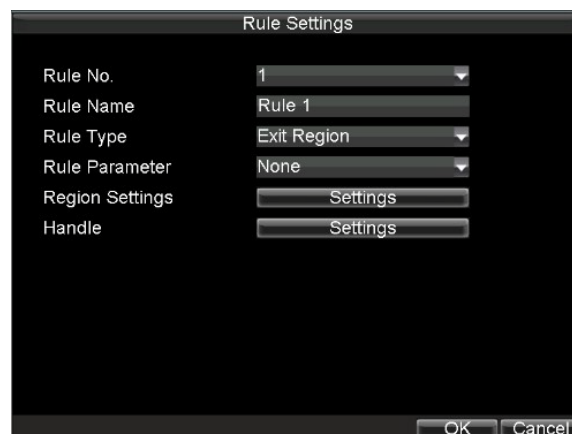 Rule Settings
Rule No. 1
Rule Name Rule 1
Rule Type Exit Region
Rule Parameter None
Region Settings Settings
Handle Settings
OK Cancel